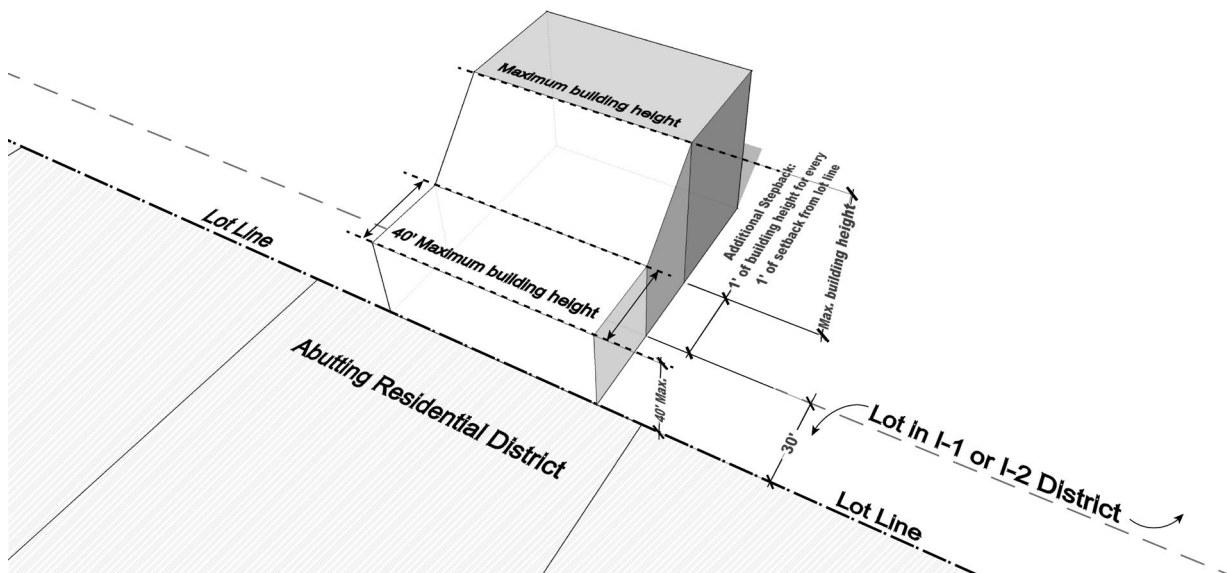 Maximum building height
Additional Stepback:
1' of building height for every
1' of setback from lot line
Max. building height
Lot Line
40' Maximum building height
Abutting Residential District
40' Max.
30'
Lot in I-1 or I-2 District
Lot Line